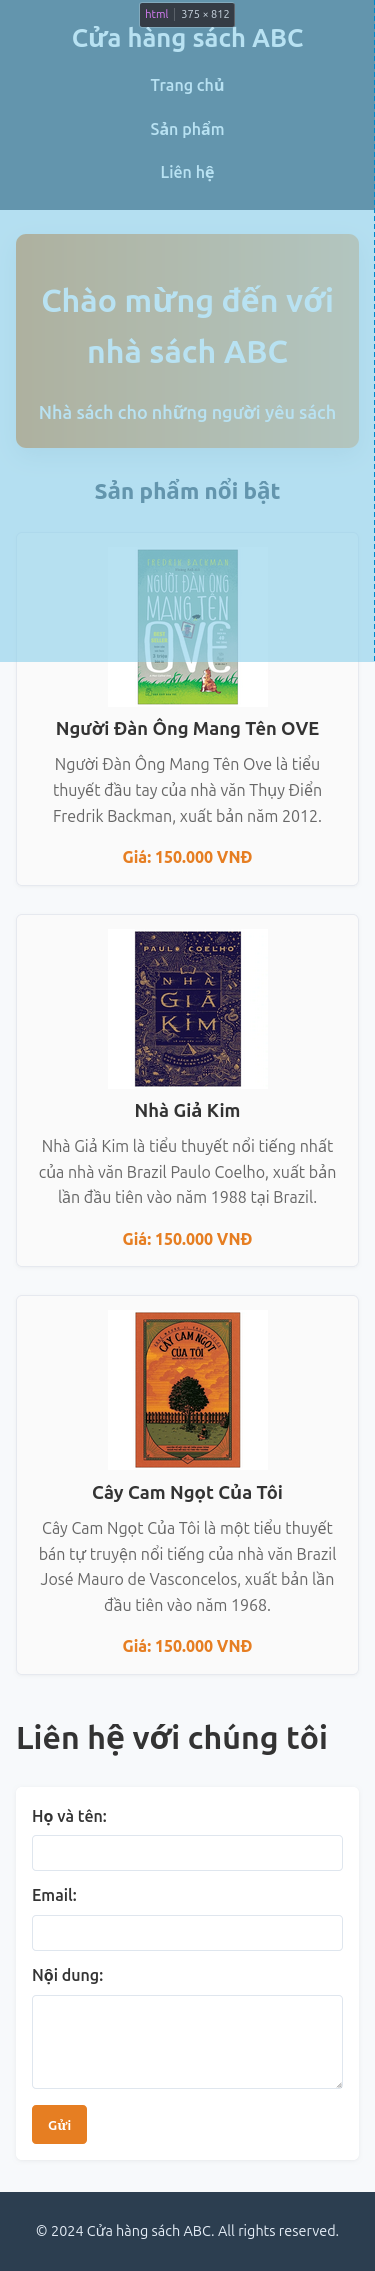 html 375 × 812
Cửa hàng sách ABC
Trang chủ
Sản phẩm
Liên hệ
Chào mừng đến với
nhà sách ABC
Nhà sách cho những người yêu sách
Sản phẩm nổi bật
FREDRIK BACKMAN
NGƯỜI ĐÀN ÔNG
MANG TÊN
OVE
Người Đàn Ông Mang Tên OVE
Người Đàn Ông Mang Tên Ove là tiểu
thuyết đầu tay của nhà văn Thụy Điển
Fredrik Backman, xuất bản năm 2012.
Giá: 150.000 VNĐ
PAULO COELHO
NHÀ
GIẢ
KIM
Nhà Giả Kim
Nhà Giả Kim là tiểu thuyết nổi tiếng nhất
của nhà văn Brazil Paulo Coelho, xuất bản
lần đầu tiên vào năm 1988 tại Brazil.
Giá: 150.000 VNĐ
CÂY CAM NGỌT
CỦA TÔI
Cây Cam Ngọt Của Tôi
Cây Cam Ngọt Của Tôi là một tiểu thuyết
bán tự truyện nổi tiếng của nhà văn Brazil
José Mauro de Vasconcelos, xuất bản lần
đầu tiên vào năm 1968.
Giá: 150.000 VNĐ
Liên hệ với chúng tôi
Họ và tên:
Email:
Nội dung:
Gửi
© 2024 Cửa hàng sách ABC. All rights reserved.